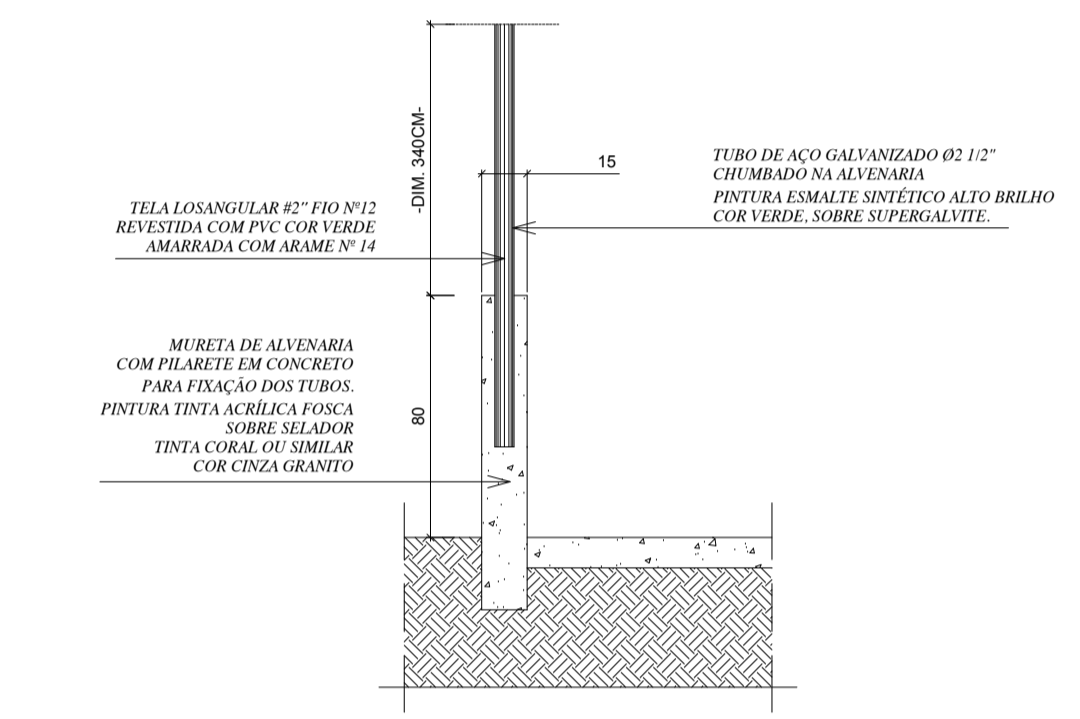 -DIM. 340CM-
15
TUBO DE AÇO GALVANIZADO Ø2 1/2"
CHUMBADO NA ALVENARIA
PINTURA ESMALTE SINTÉTICO ALTO BRILHO
COR VERDE, SOBRE SUPERGALVITE.
TELA LOSANGULAR #2" FIO Nº12
REVESTIDA COM PVC COR VERDE
AMARRADA COM ARAME Nº 14
MURETA DE ALVENARIA
COM PILARETE EM CONCRETO
PARA FIXAÇÃO DOS TUBOS.
PINTURA TINTA ACRÍLICA FOSCA
SOBRE SELADOR
TINTA CORAL OU SIMILAR
COR CINZA GRANITO
80